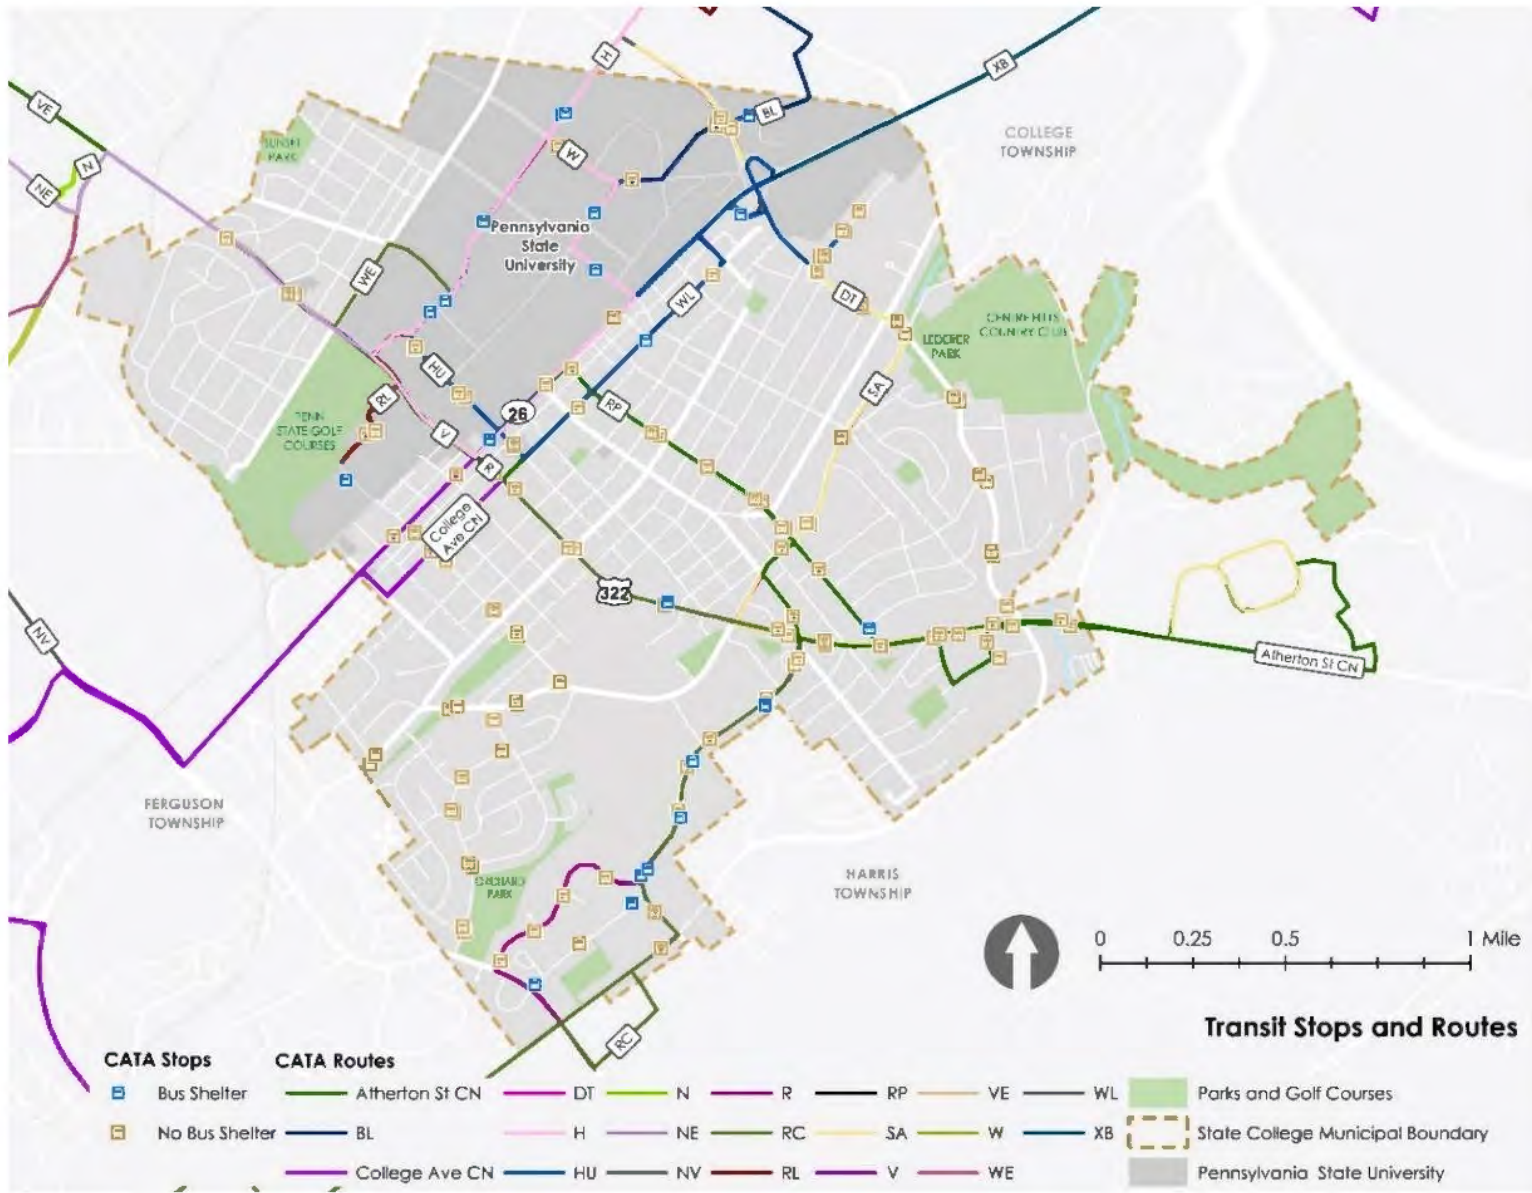 H
XB
VE
BL
COLLEGE
TOWNSHIP
SUNSET
PARK
W
N
NE
Pennsylvania
State
University
WE
WL
DT
CENTRE HILLS
COUNTRY CLUB
LEDERER
PARK
HU
SA
RL
RP
26
PENN
STATE GOLF
COURSES
V
R
College
Ave CN
322
NV
Atherton St CN
FERGUSON
TOWNSHIP
ORCHARD
PARK
HARRIS
TOWNSHIP
0 0.25 0.5 1 Mile
RC
Transit Stops and Routes
CATA Stops CATA Routes
Bus Shelter Atherton St CN DT N R RP VE WL Parks and Golf Courses
No Bus Shelter BL H NE RC SA W XB State College Municipal Boundary
College Ave CN HU NV RL V WE Pennsylvania State University